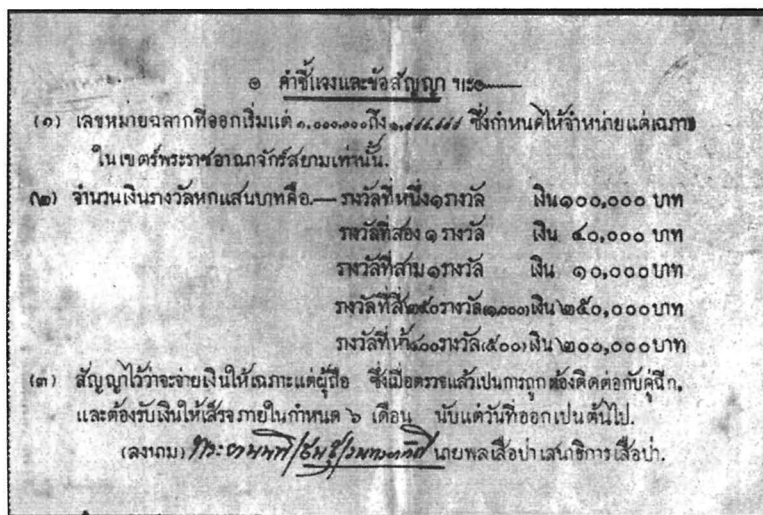 ๏ คำชี้แจงและข้อสัญญา ฯะ๛
(๑) เลขหมายฉลากที่ออกเริ่มแต่ ๑,๐๐๐,๐๐๐ ถึง ซึ่งกำหนดให้จำหน่ายแต่เฉภาะ
ในเขตร์พระราชอาณาจักร์สยามเท่านั้น.
(๒) จำนวนเงินรางวัลหกแสนบาทคือ.— รางวัลที่หนึ่ง๑รางวัล เงิน๑๐๐,๐๐๐ บาท
รางวัลที่สอง ๑ รางวัล เงิน ๔๐,๐๐๐ บาท
รางวัลที่สาม ๑รางวัล เงิน ๑๐,๐๐๐ บาท
รางวัลที่สี่๒๕๐รางวัล(๑,๐๐๐)เงิน๒๕๐,๐๐๐บาท
รางวัลที่ห้า๔๐๐รางวัล(๕๐๐)เงิน๒๐๐,๐๐๐บาท
(๓) สัญญาไว้ว่าจะจ่ายเงินให้เฉภาะแต่ผู้ถือ ซึ่งเมื่อตรวจแล้วเปนการถูกต้องติดต่อกับคู่ฉีก,
และต้องรับเงินให้เสร็จภายในกำหนด ๖ เดือน นับแต่วันที่ออกเปนต้นไป.
(ลงนาม) นายพลเสือป่า เสนาธิการเสือป่า.